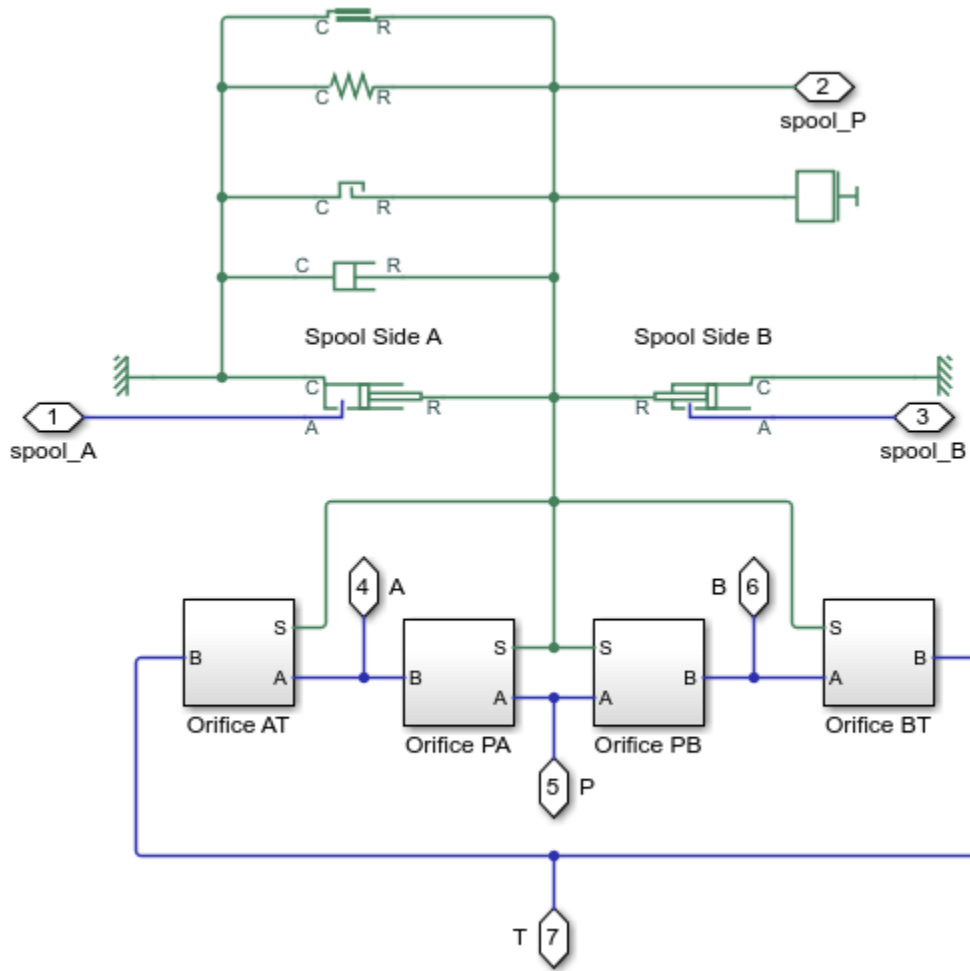 C R
C R
2
spool_P
C R
C R
Spool Side A
Spool Side B
C
C
R
R
1
A
A
3
spool_A
spool_B
4 A
B 6
S
S S
S
B
A
B
A A
B
A
B
Orifice AT
Orifice PA
Orifice PB
Orifice BT
5 P
T 7